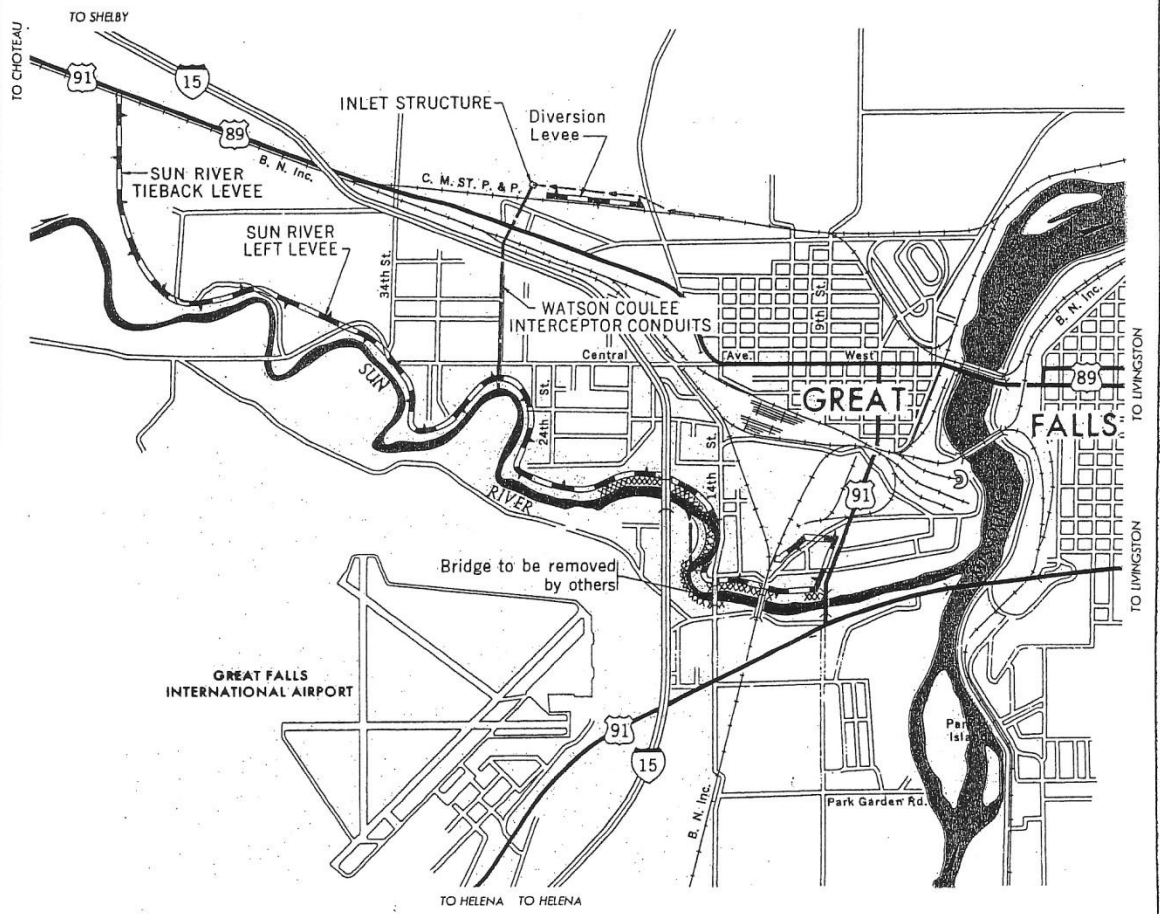 TO SHELBY
TO CHOTEAU
91
15
INLET STRUCTURE
Diversion
Levee
89
B. N. Inc.
C. M. ST. P. & P.
SUN RIVER
TIEBACK LEVEE
SUN RIVER
LEFT LEVEE
34th St.
WATSON COULEE
INTERCEPTOR CONDUITS
9th St.
B. N. Inc.
Central Ave. West
89
TO LIVINGSTON
SUN
24th St.
GREAT
FALLS
14th St.
RIVER
91
Bridge to be removed
by others
TO LIVINGSTON
GREAT FALLS
INTERNATIONAL AIRPORT
91
15
Park
Island
B. N. Inc.
Park Garden Rd.
TO HELENA TO HELENA